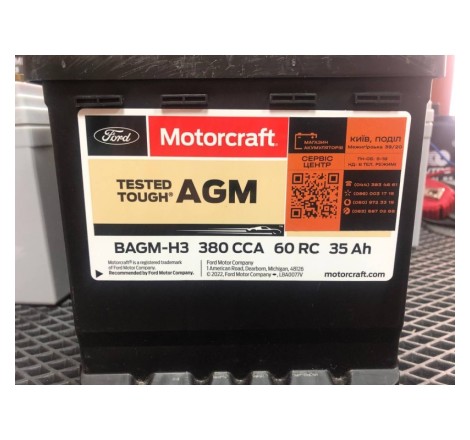 Ford
Motorcraft®
TESTED
TOUGH® AGM
BAGM-H3 380 CCA 60 RC 35 Ah
Motorcraft® is a registered trademark
of Ford Motor Company.
Recommended by Ford Motor Company.
Ford Motor Company
1 American Road, Dearborn, Michigan, 48126
© 2022, Ford Motor Company
motorcraft.com
МАГАЗИН
АКУМУЛЯТОРІВ
СЕРВІС
ЦЕНТР
КИЇВ, ПОДІЛ